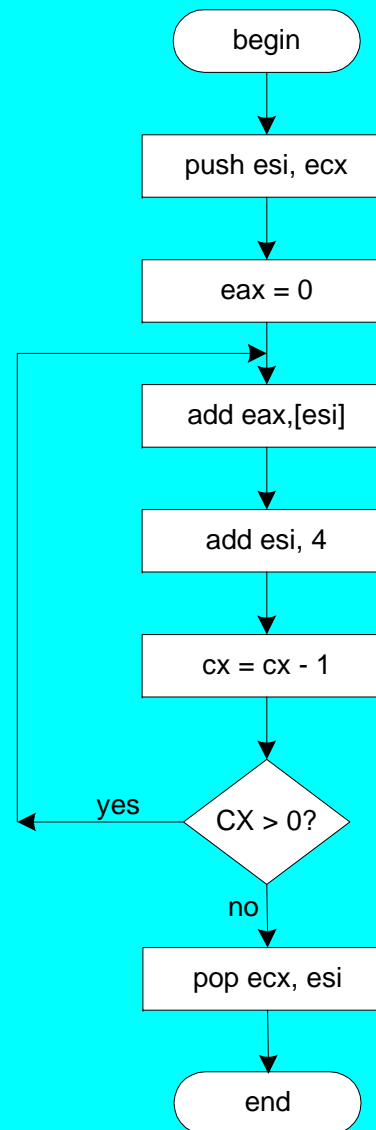 begin
push esi, ecx
eax = 0
add eax,[esi]
add esi, 4
cx = cx - 1
yes
CX > 0?
no
pop ecx, esi
end